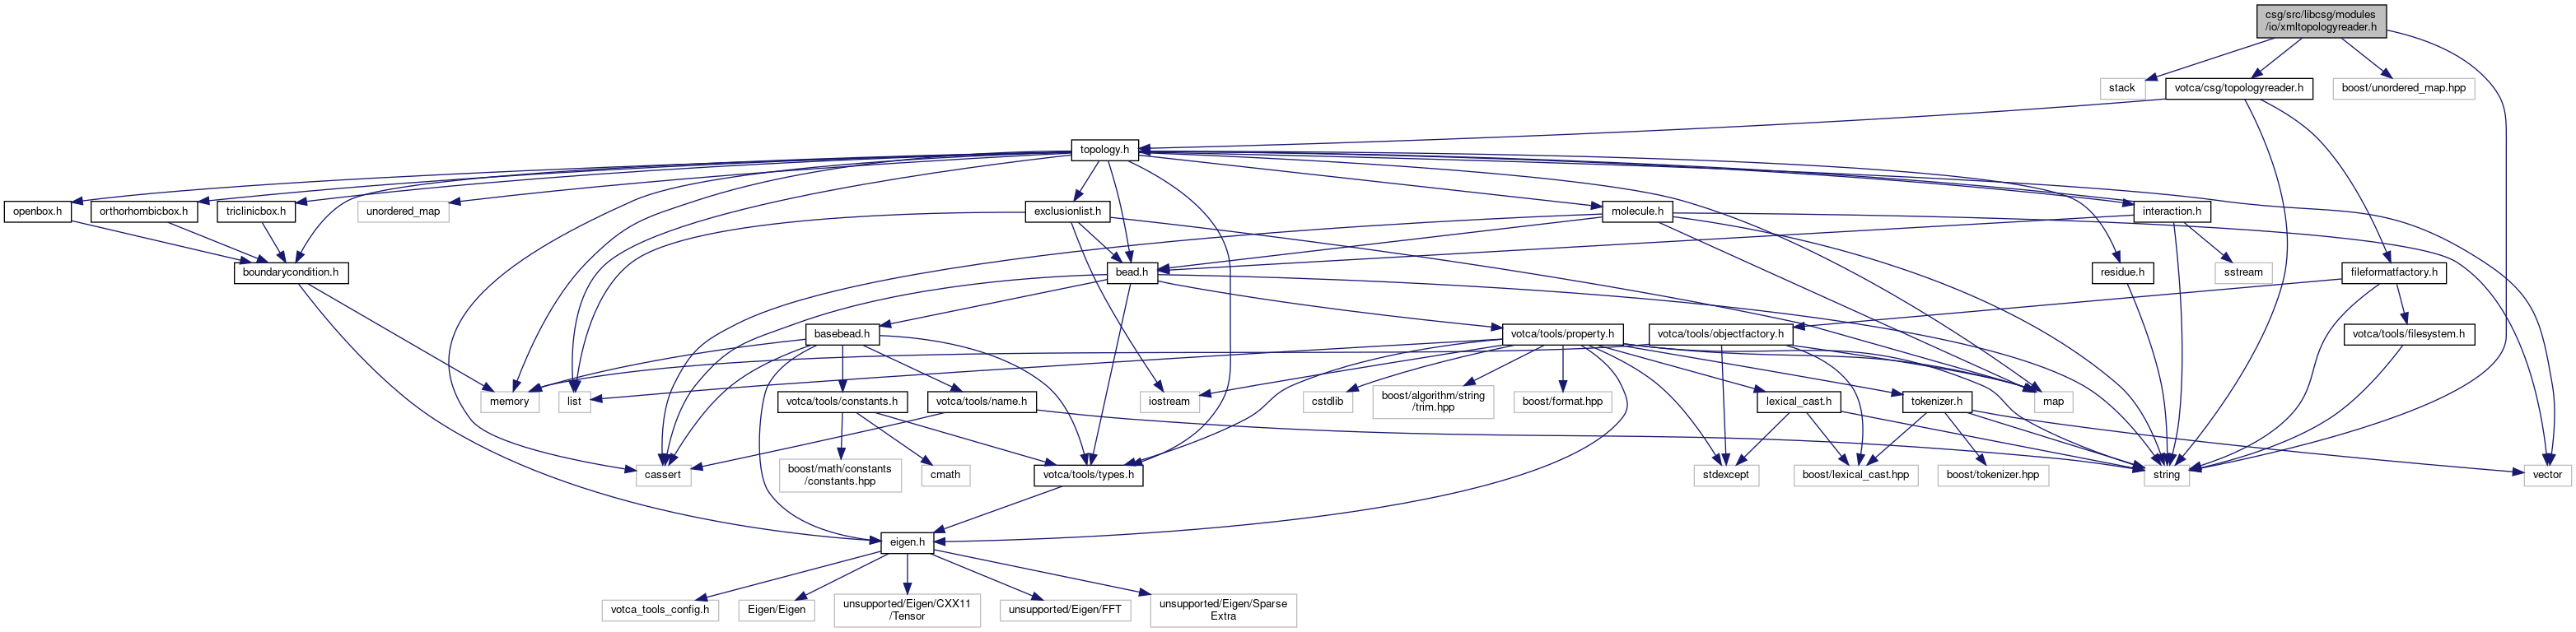 csg/src/libcsg/modules
/io/xmltopologyreader.h
stack
votca/csg/topologyreader.h
boost/unordered_map.hpp
topology.h
openbox.h
orthorhombicbox.h
triclinicbox.h
unordered_map
exclusionlist.h
molecule.h
interaction.h
boundarycondition.h
bead.h
residue.h
sstream
fileformatfactory.h
basebead.h
votca/tools/property.h
votca/tools/objectfactory.h
votca/tools/filesystem.h
memory
list
votca/tools/constants.h
votca/tools/name.h
iostream
cstdlib
boost/algorithm/string
/trim.hpp
boost/format.hpp
lexical_cast.h
tokenizer.h
map
cassert
boost/math/constants
/constants.hpp
cmath
votca/tools/types.h
stdexcept
boost/lexical_cast.hpp
boost/tokenizer.hpp
string
vector
eigen.h
votca_tools_config.h
Eigen/Eigen
unsupported/Eigen/CXX11
/Tensor
unsupported/Eigen/FFT
unsupported/Eigen/Sparse
Extra